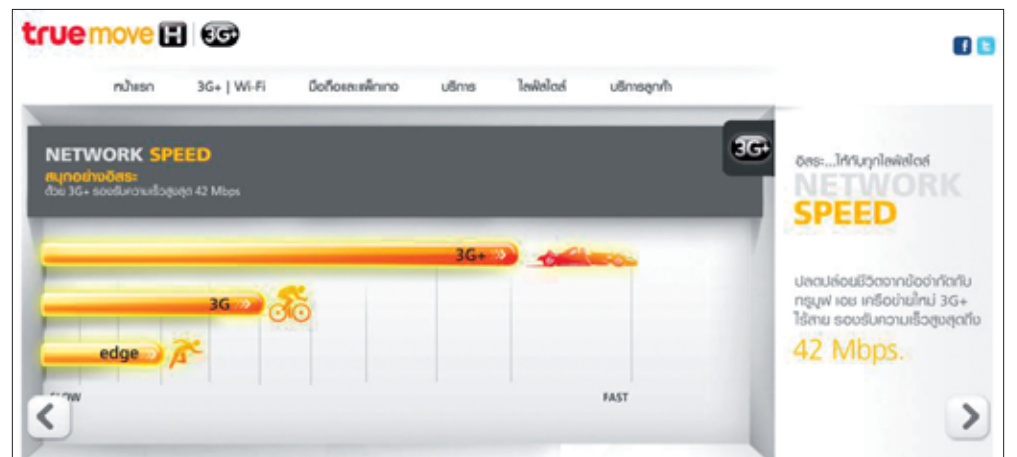 truemove H 3G+
หน้าแรก 3G+ | Wi-Fi มือถือและแพ็กเกจ บริการ ไลฟ์สไตล์ บริการลูกค้า
NETWORK SPEED
สนุกอย่างอิสระ
ด้วย 3G+ รองรับความเร็วสูงสุด 42 Mbps
3G+
3G+
3G
edge
SLOW
FAST
อิสระ...ให้กับทุกไลฟ์สไตล์
NETWORK
SPEED
ปลดปล่อยชีวิตจากข้อจำกัดกับ
ทรูมูฟ เอช เครือข่ายใหม่ 3G+
ไร้สาย รองรับความเร็วสูงสุดถึง
42 Mbps.